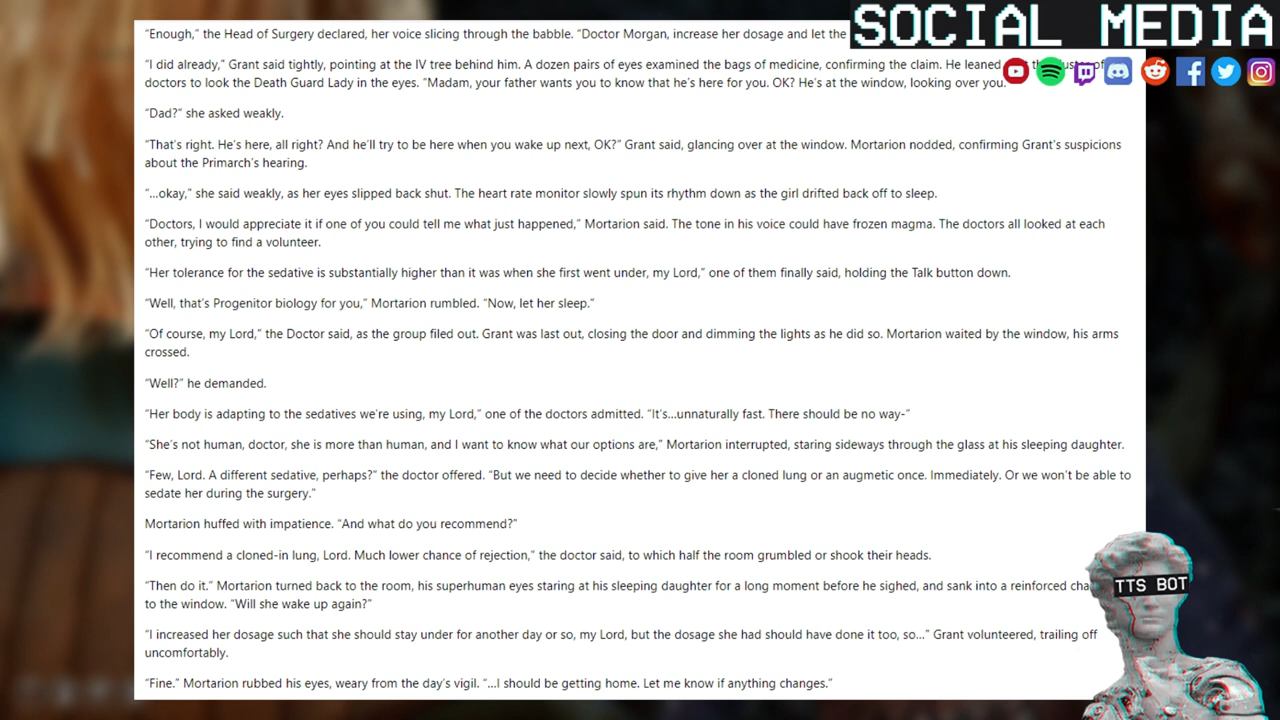 SOCIAL MEDIA
“Enough,” the Head of Surgery declared, her voice slicing through the babble. “Doctor Morgan, increase her dosage and let the
“I did already,” Grant said tightly, pointing at the IV tree behind him. A dozen pairs of eyes examined the bags of medicine, confirming the claim. He leaned of
doctors to look the Death Guard Lady in the eyes. “Madam, your father wants you to know that he’s here for you. OK? He’s at the window, looking over you.”
“Dad?” she asked weakly.
“That’s right. He’s here, all right? And he’ll try to be here when you wake up next, OK?” Grant said, glancing over at the window. Mortarion nodded, confirming Grant’s suspicions
about the Primarch’s hearing.
“…okay,” she said weakly, as her eyes slipped back shut. The heart rate monitor slowly spun its rhythm down as the girl drifted back off to sleep.
“Doctors, I would appreciate it if one of you could tell me what just happened,” Mortarion said. The tone in his voice could have frozen magma. The doctors all looked at each
other, trying to find a volunteer.
“Her tolerance for the sedative is substantially higher than it was when she first went under, my Lord,” one of them finally said, holding the Talk button down.
“Well, that’s Progenitor biology for you,” Mortarion rumbled. “Now, let her sleep.”
“Of course, my Lord,” the Doctor said, as the group filed out. Grant was last out, closing the door and dimming the lights as he did so. Mortarion waited by the window, his arms
crossed.
“Well?” he demanded.
“Her body is adapting to the sedatives we’re using, my Lord,” one of the doctors admitted. “It’s…unnaturally fast. There should be no way-”
“She’s not human, doctor, she is more than human, and I want to know what our options are,” Mortarion interrupted, staring sideways through the glass at his sleeping daughter.
“Few, Lord. A different sedative, perhaps?” the doctor offered. “But we need to decide whether to give her a cloned lung or an augmetic once. Immediately. Or we won’t be able to
sedate her during the surgery.”
Mortarion huffed with impatience. “And what do you recommend?”
“I recommend a cloned-in lung, Lord. Much lower chance of rejection,” the doctor said, to which half the room grumbled or shook their heads.
“Then do it.” Mortarion turned back to the room, his superhuman eyes staring at his sleeping daughter for a long moment before he sighed, and sank into a reinforced
to the window. “Will she wake up again?”
“I increased her dosage such that she should stay under for another day or so, my Lord, but the dosage she had should have done it too, so…” Grant volunteered, trailing off
uncomfortably.
“Fine.” Mortarion rubbed his eyes, weary from the day’s vigil. “…I should be getting home. Let me know if anything changes.”
TTS BOT